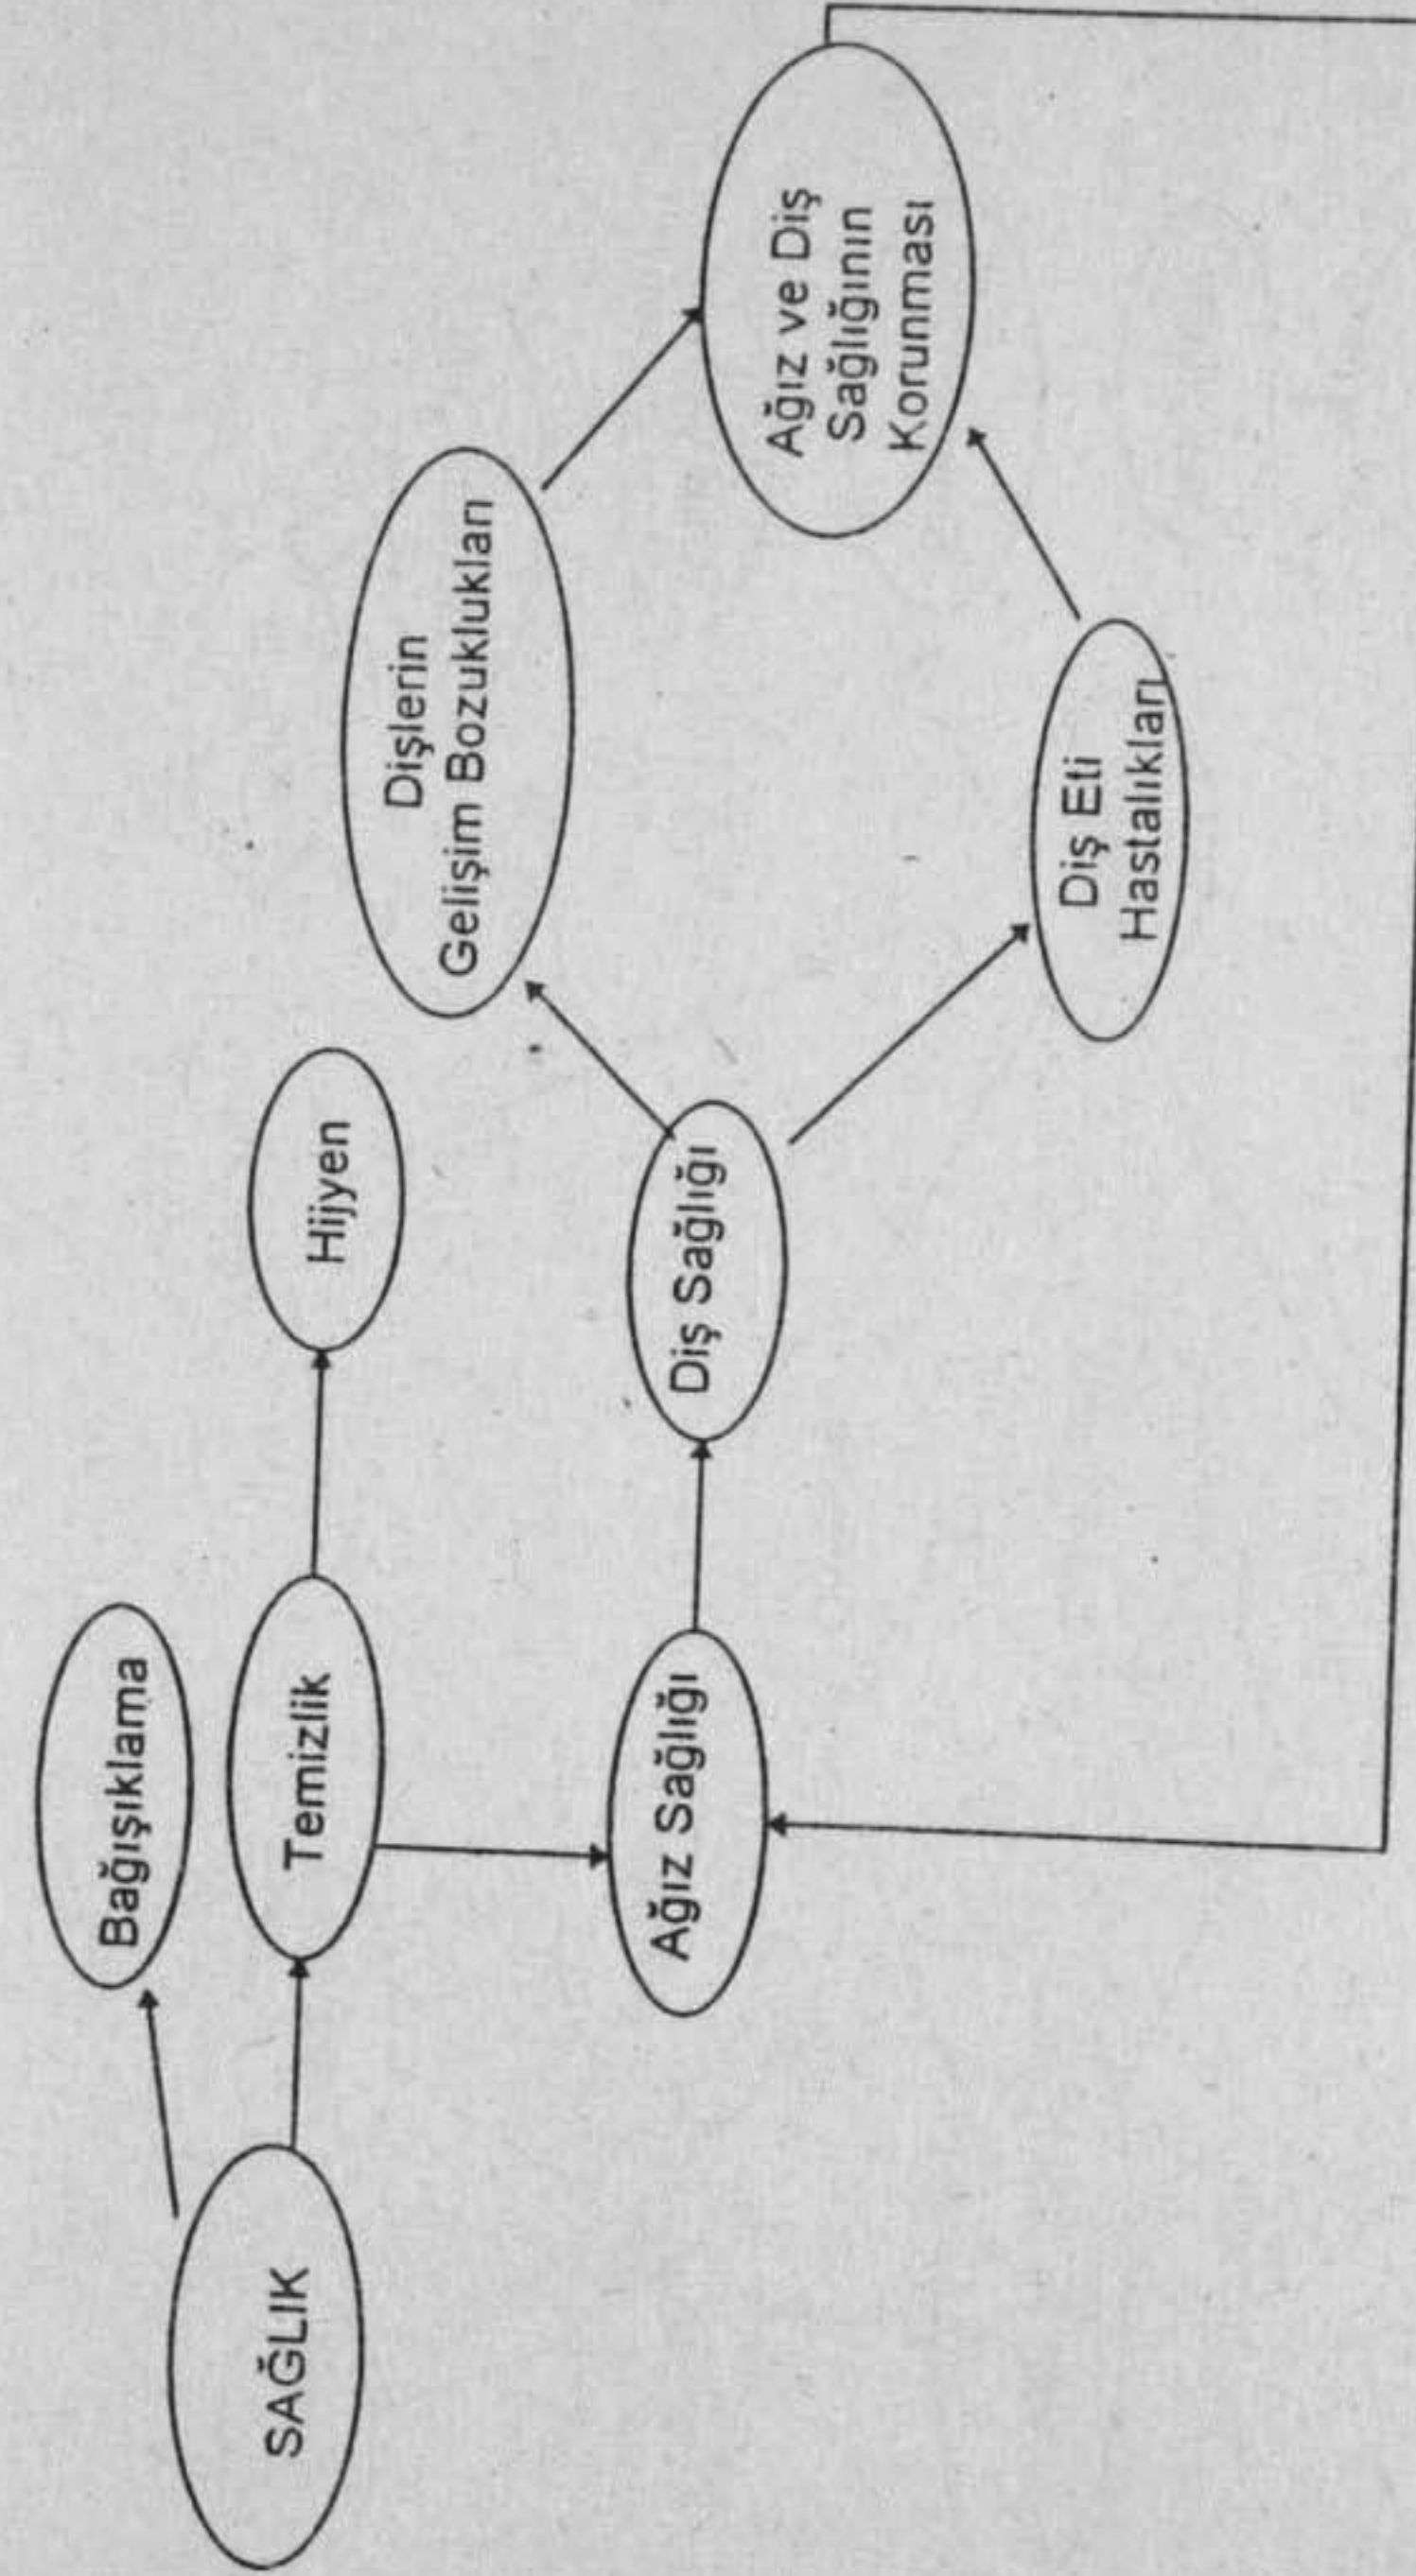 SAĞLIK
Bağışıklama
Temizlik
Hijyen
Ağız Sağlığı
Diş Sağlığı
Dişlerin
Gelişim Bozuklukları
Diş Eti
Hastalıkları
Ağız ve Diş
Sağlığının
Korunması